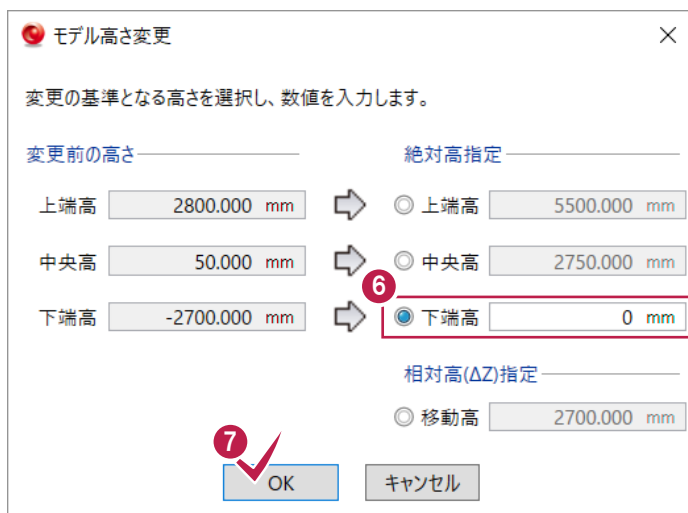 モデル高さ変更
変更の基準となる高さを選択し、数値を入力します。
変更前の高さ 絶対高指定
上端高 2800.000 mm 上端高 5500.000 mm
中央高 50.000 mm 中央高 2750.000 mm
6
下端高 -2700.000 mm 下端高 0 mm
相対高(ΔZ)指定
移動高 2700.000 mm
7
OK キャンセル